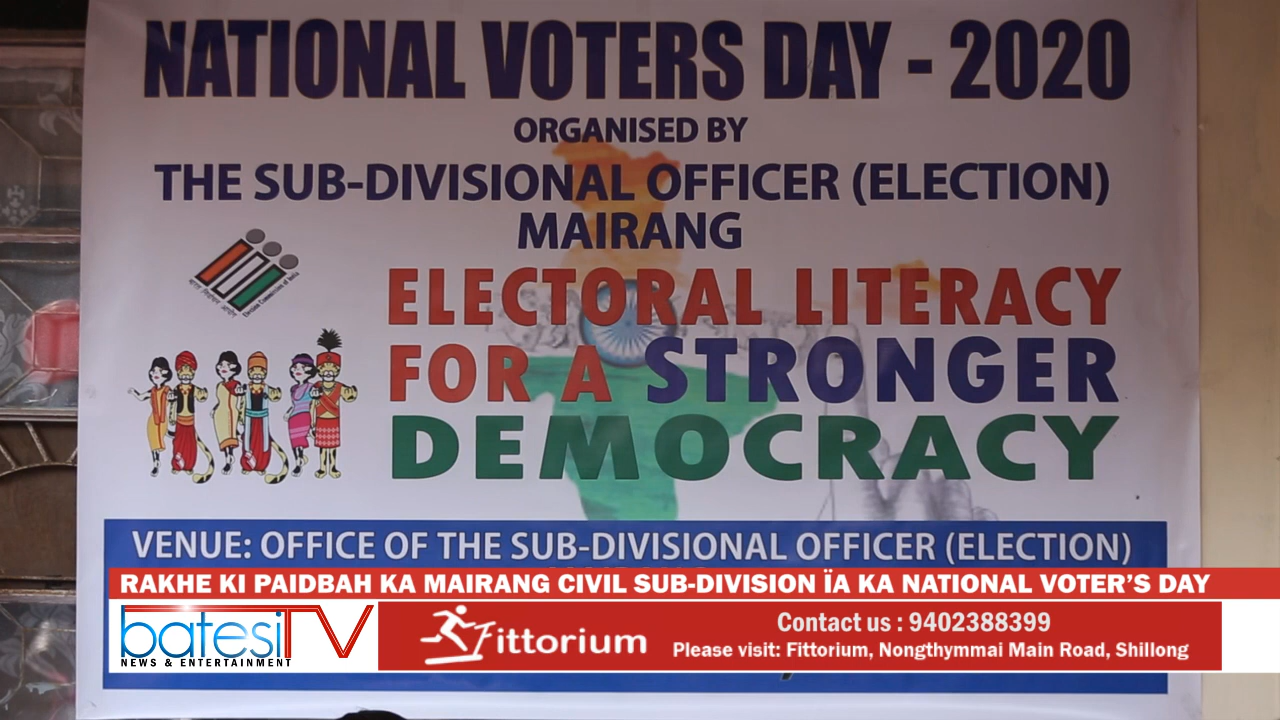 NATIONAL VOTERS DAY - 2020
ORGANISED BY
THE SUB-DIVISIONAL OFFICER (ELECTION)
MAIRANG
ELECTORAL LITERACY
FOR A STRONGER
DEMOCRACY
VENUE: OFFICE OF THE SUB-DIVISIONAL OFFICER (ELECTION)
RAKHE KI PAIDBAH KA MAIRANG CIVIL SUB-DIVISION ÏA KA NATIONAL VOTER'S DAY
batesi TV
NEWS & ENTERTAINMENT
Fittorium
Contact us : 9402388399
Please visit: Fittorium, Nongthymmai Main Road, Shillong